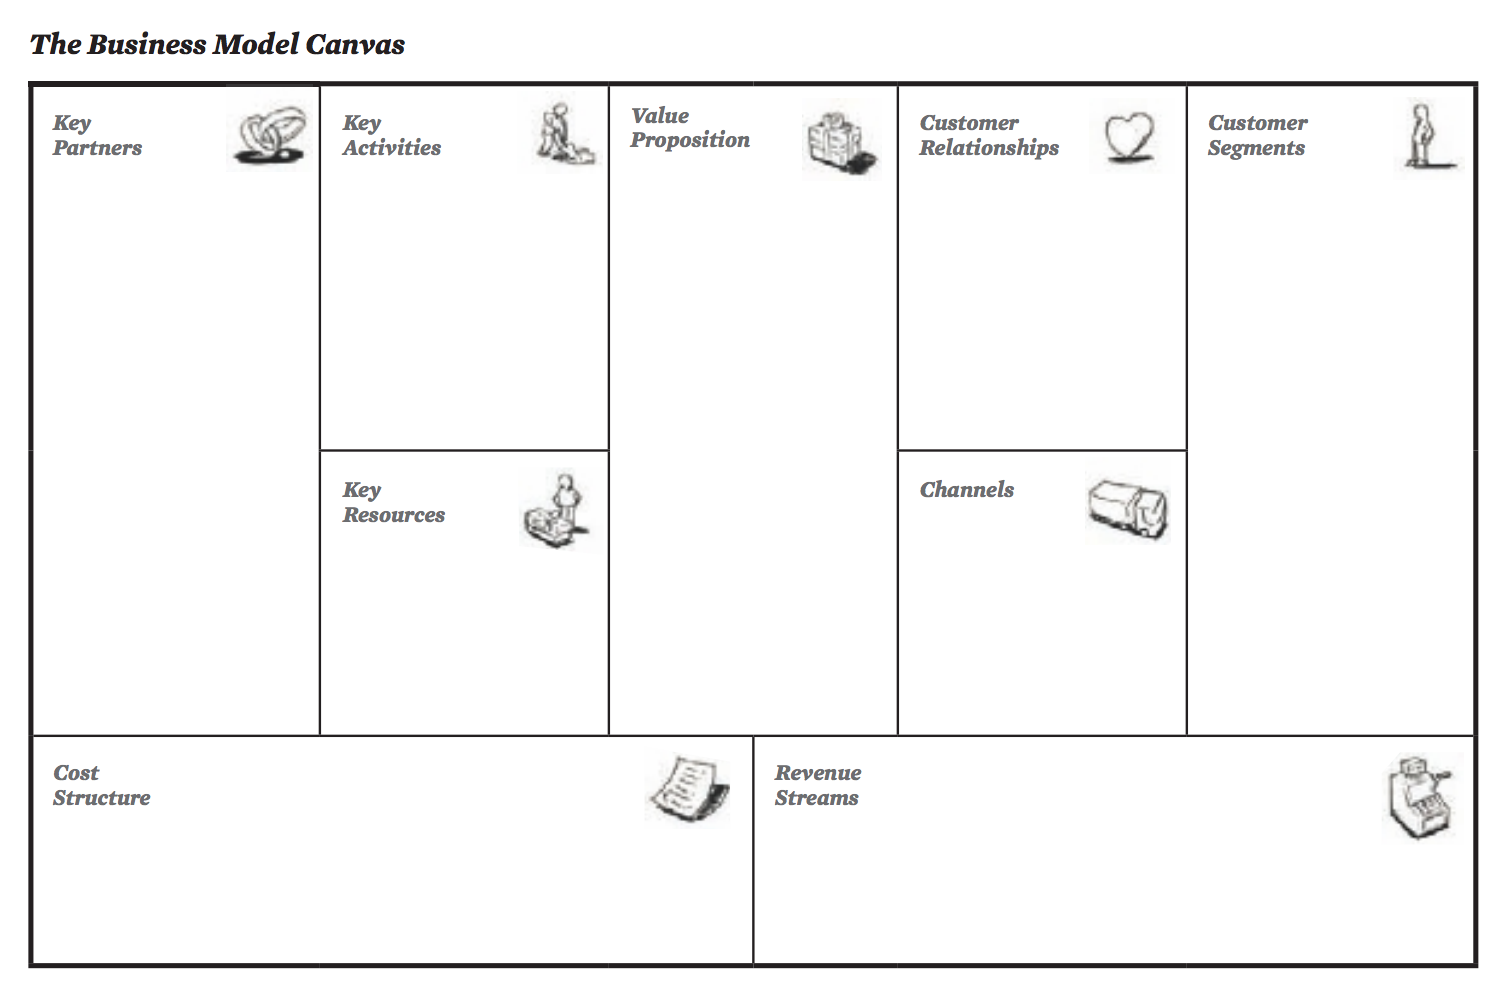 The Business Model Canvas
Key
Partners
Key
Activities
Value
Proposition
Customer
Relationships
Customer
Segments
Key
Resources
Channels
Cost
Structure
Revenue
Streams